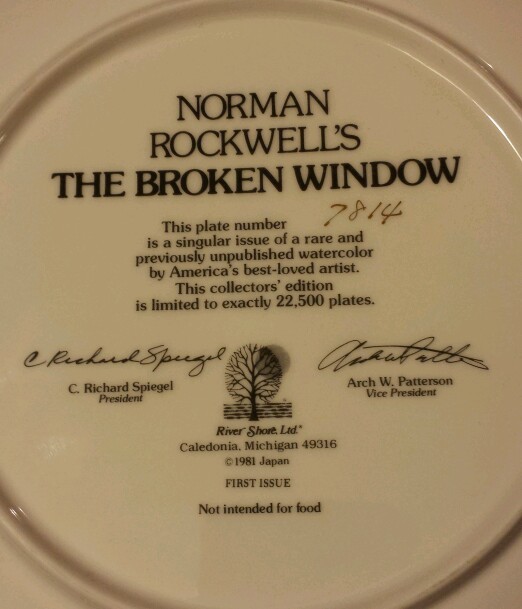 NORMAN
ROCKWELL'S
THE BROKEN WINDOW
This plate number 7814
is a singular issue of a rare and
previously unpublished watercolor
by America's best-loved artist.
This collectors' edition
is limited to exactly 22,500 plates.
C Richard Spiegel
C. Richard Spiegel
President
Arch W. Patterson
Vice President
River Shore, Ltd.®
Caledonia, Michigan 49316
©1981 Japan
FIRST ISSUE
Not intended for food